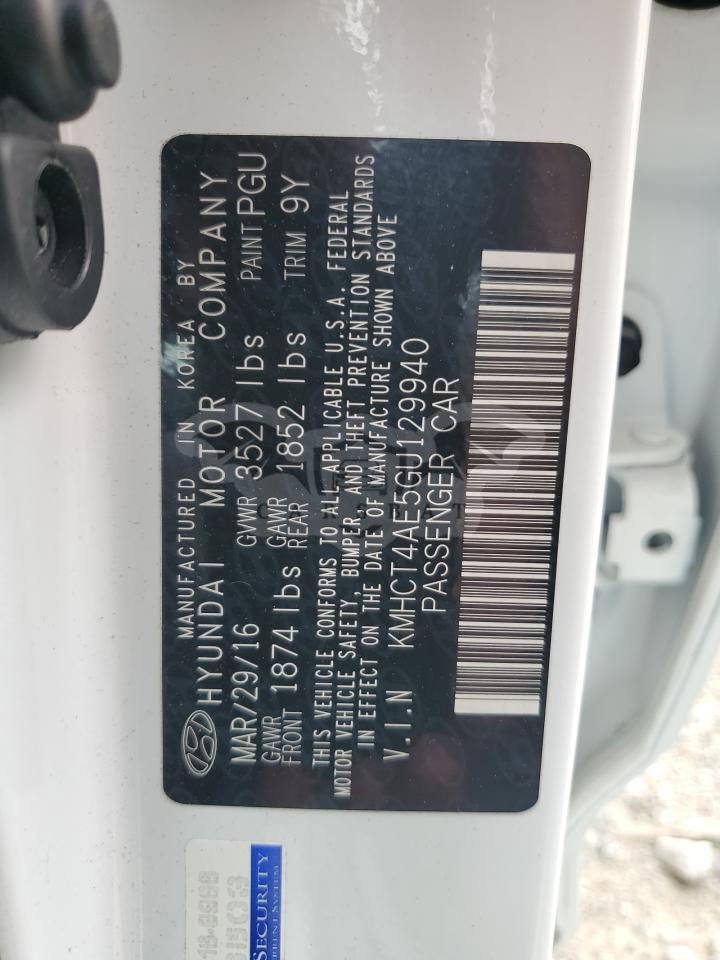 MANUFACTURED IN KOREA BY
HYUNDAI MOTOR COMPANY
MAR/29/16 GVWR 3527 lbs PAINT PGU
GAWR FRONT 1874 lbs GAWR REAR 1852 lbs TRIM 9Y
THIS VEHICLE CONFORMS TO ALL APPLICABLE U.S.A. FEDERAL
MOTOR VEHICLE SAFETY, BUMPER, AND THEFT PREVENTION STANDARDS
IN EFFECT ON THE DATE OF MANUFACTURE SHOWN ABOVE
V.I.N KMHCT4AE5GU129940
PASSENGER CAR
SECURITY